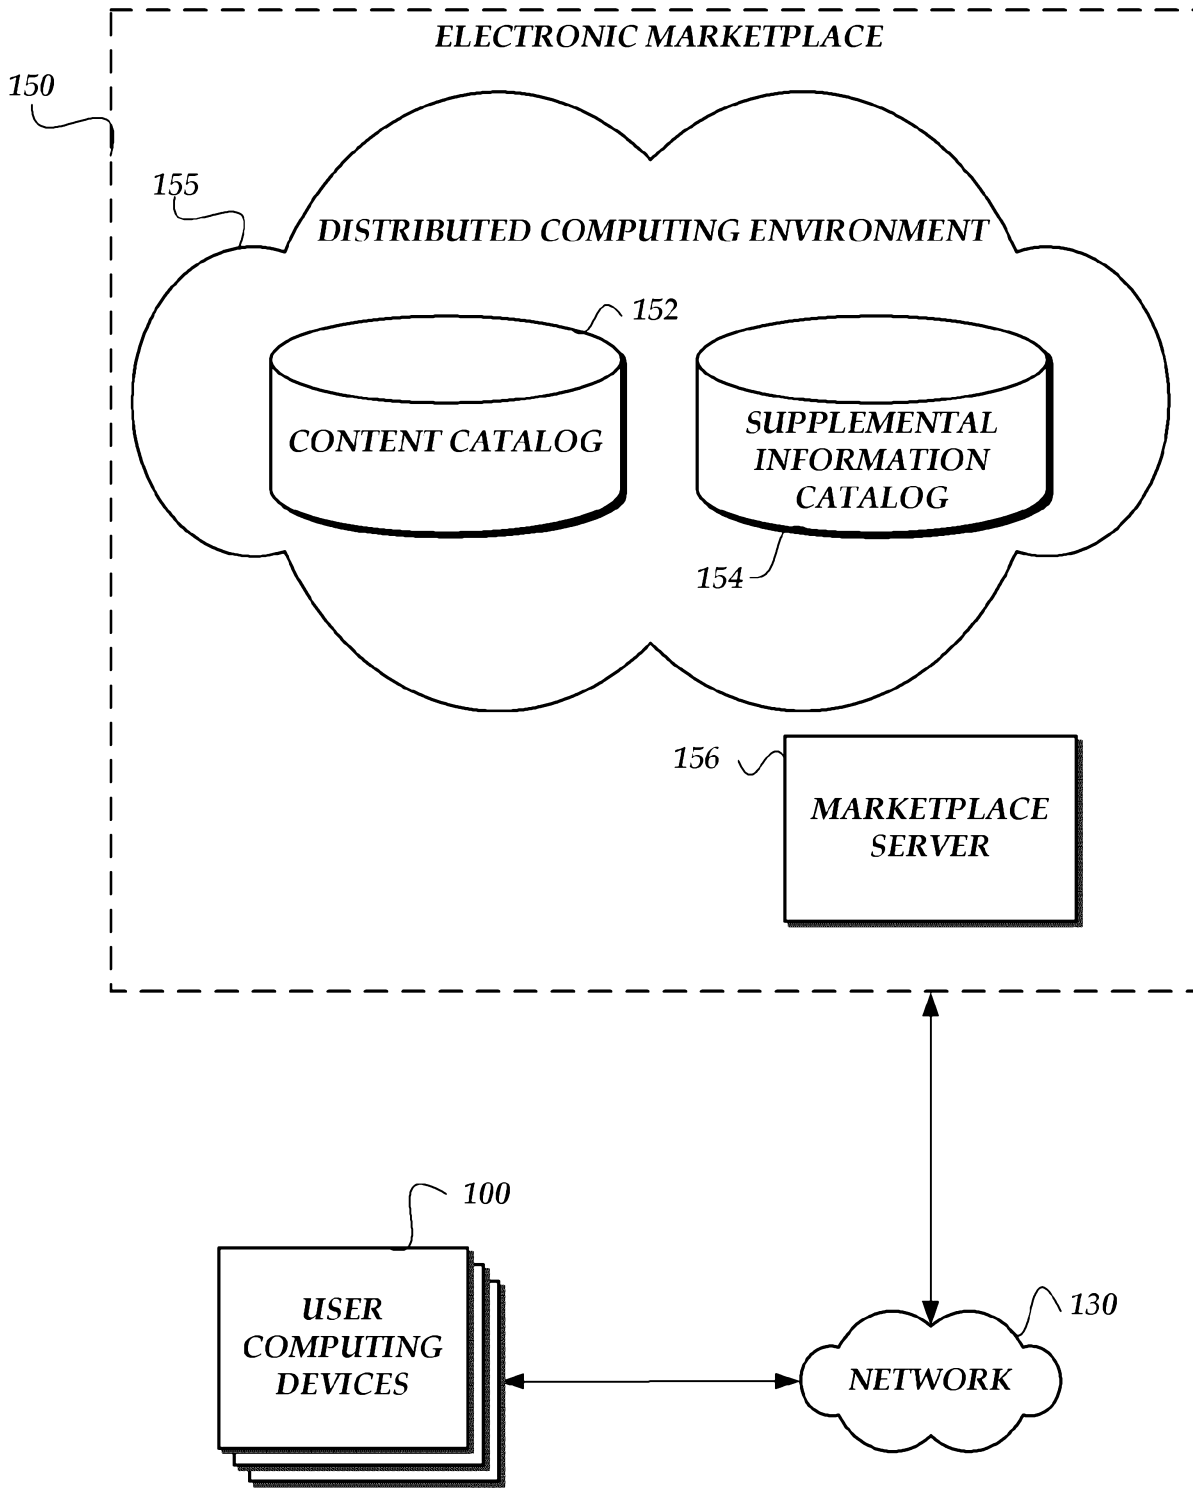 ELECTRONIC MARKETPLACE
150
155
DISTRIBUTED COMPUTING ENVIRONMENT
152
CONTENT CATALOG
SUPPLEMENTAL
INFORMATION
CATALOG
154
156
MARKETPLACE
SERVER
100
USER
COMPUTING
DEVICES
130
NETWORK